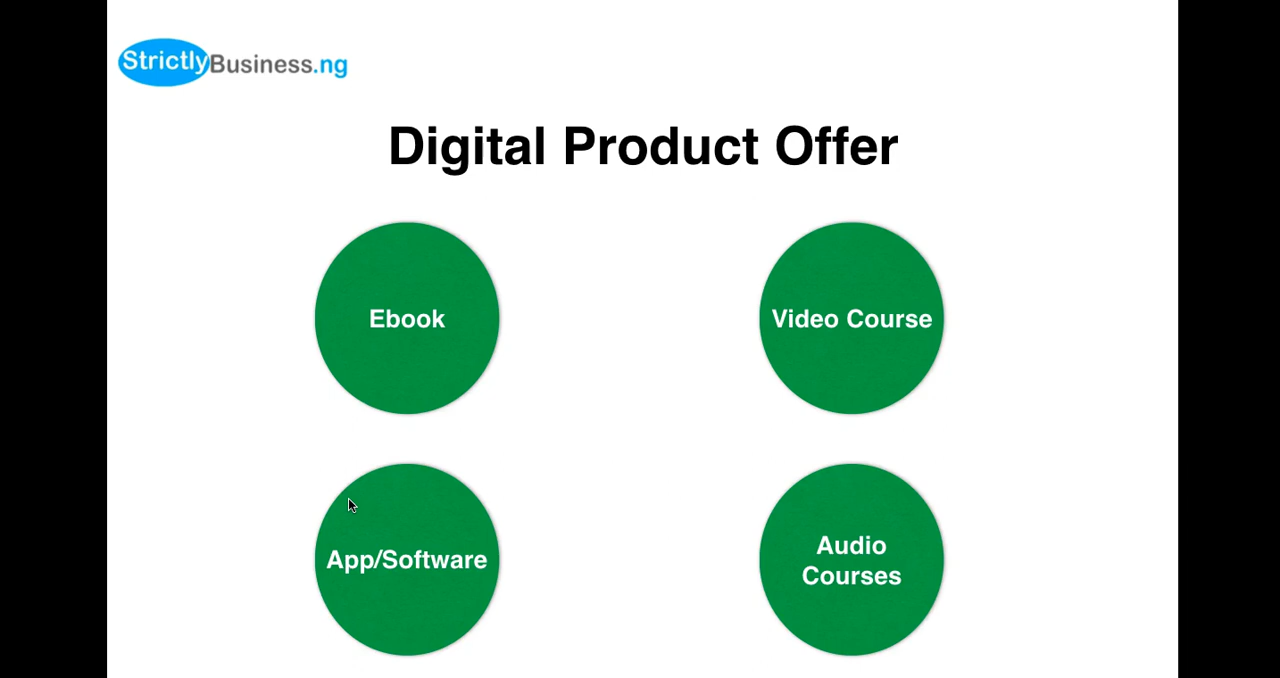 StrictlyBusiness.ng
Digital Product Offer
Ebook
Video Course
App/Software
Audio
Courses